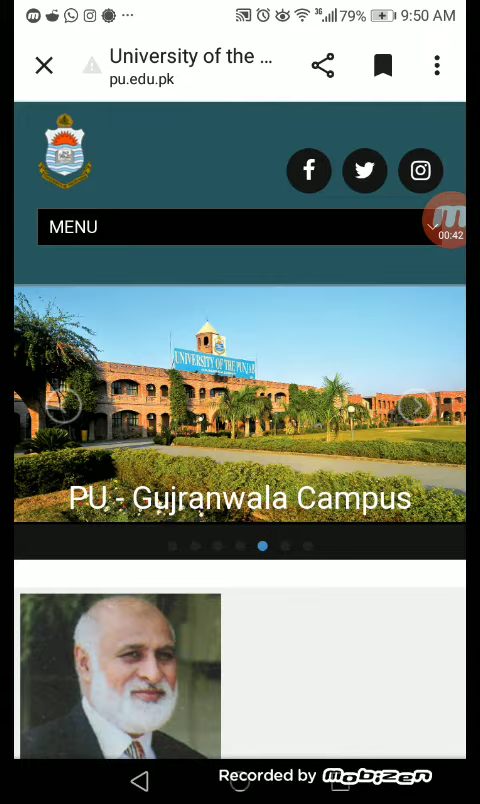 3G 79% 9:50 AM
University of the ...
pu.edu.pk
MENU
00:42
UNIVERSITY OF THE PUNJAB
PU - Gujranwala Campus
Recorded by mobizen